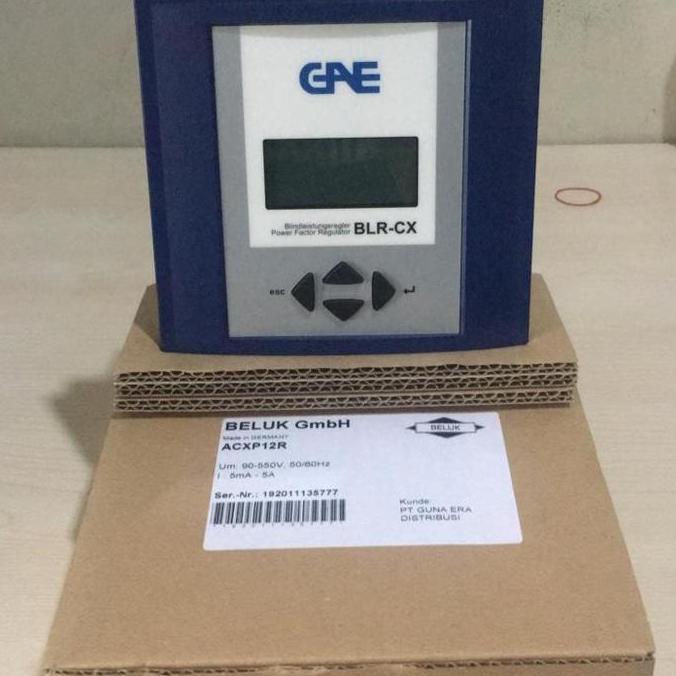 GAE
Blindleistungsregler
Power Factor Regulator BLR-CX
esc
BELUK GmbH
BELUK
Made in GERMANY
ACXP12R
Um: 90-550V, 50/60Hz
I : 5mA - 5A
Ser.-Nr.: 192011135777
Kunde:
PT GUNA ERA
DISTRIBUSI